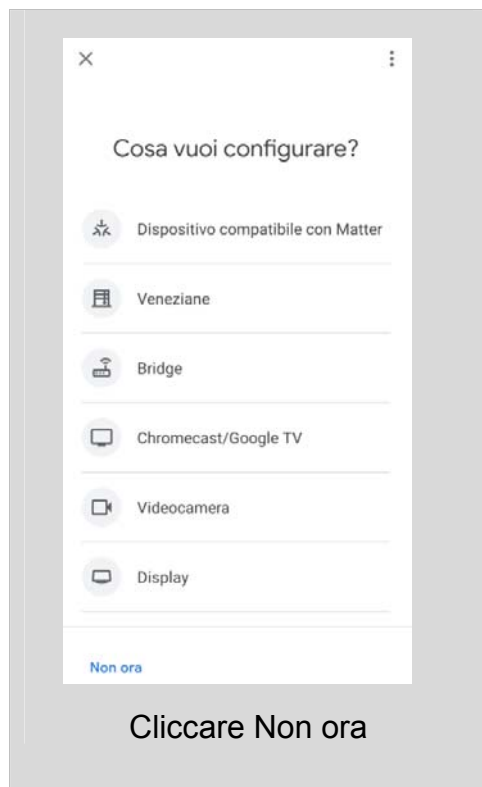 Cosa vuoi configurare?
Dispositivo compatibile con Matter
Veneziane
Bridge
Chromecast/Google TV
Videocamera
Display
Non ora
Cliccare Non ora